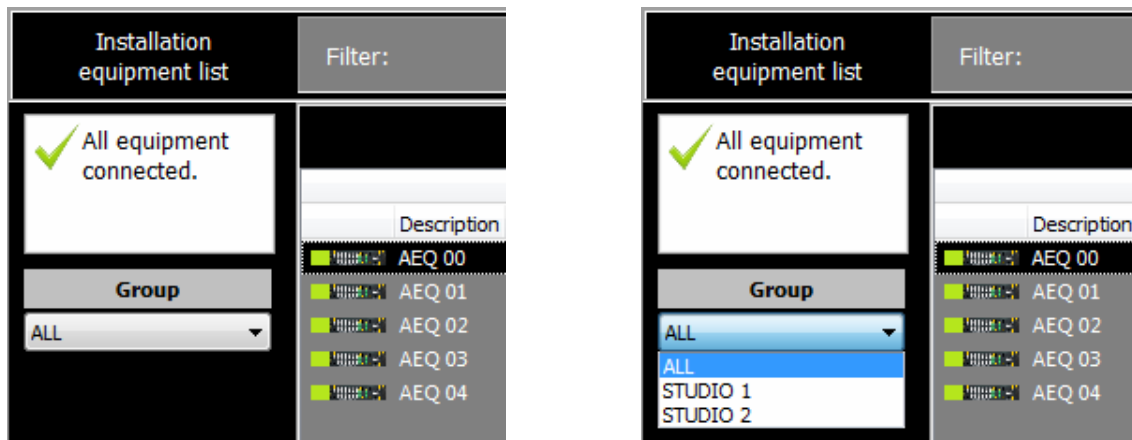 Installation
equipment list
Filter:
All equipment
connected.
Description
AEQ 00
Group
AEQ 01
ALL
AEQ 02
AEQ 03
AEQ 04
Installation
equipment list
Filter:
All equipment
connected.
Description
AEQ 00
Group
AEQ 01
ALL
AEQ 02
ALL
AEQ 03
STUDIO 1
AEQ 04
STUDIO 2